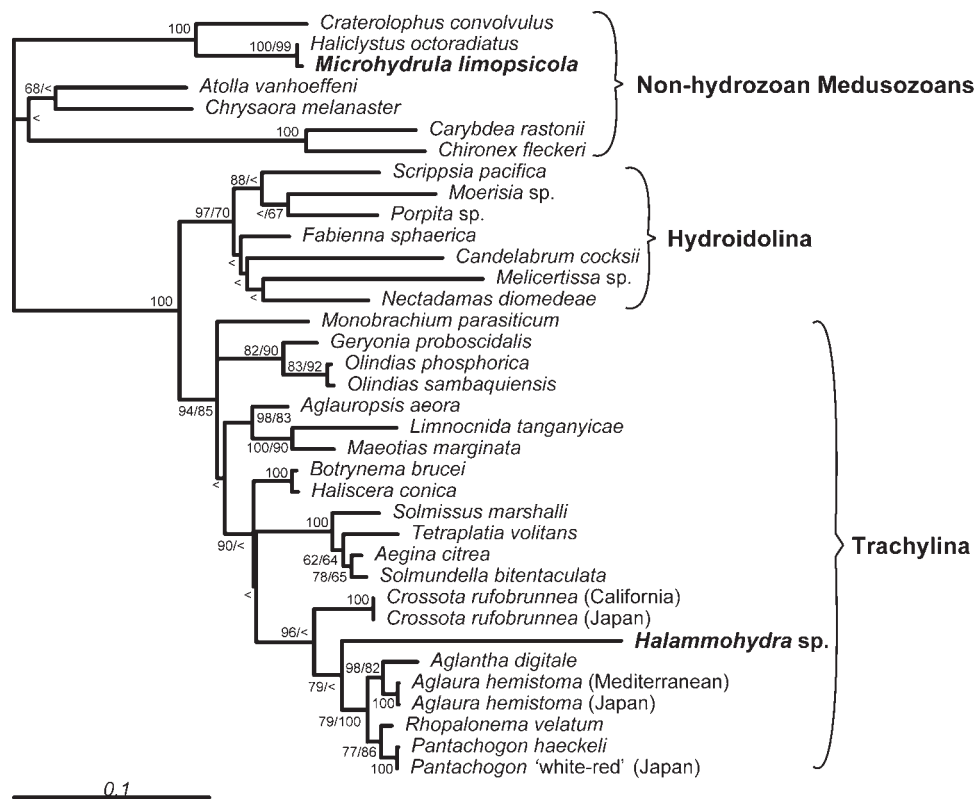 Craterolophus convolvulus
100
Haliclystus octoradiatus
100/99
Microhydrula limopsicola
Non-hydrozoan Medusozoans
Atolla vanhoeffeni
68/<
Chrysaora melanaster
<
Carybdea rastonii
100
Chironex fleckeri
Scrippsia pacifica
88/<
Moerisia sp.
</67
Porpita sp.
97/70
Fabienna sphaerica
Hydroidolina
<
Candelabrum cocksii
<
Melicertissa sp.
<
Nectadamas diomedeae
100
Monobrachium parasiticum
Geryonia proboscidalis
82/90
Olindias phosphorica
83/92
Olindias sambaquiensis
94/85
Aglauropsis aeora
98/83
Limnocnida tanganyicae
100/90
Maeotias marginata
Botrynema brucei
100
<
Haliscera conica
Solmissus marshalli
100
Tetraplatia volitans
90/<
Trachylina
62/64
Aegina citrea
78/65
Solmundella bitentaculata
<
Crossota rufobrunnea (California)
100
Crossota rufobrunnea (Japan)
96/<
Halammohydra sp.
98/82
Aglantha digitale
79/<
Aglaura hemistoma (Mediterranean)
100
Aglaura hemistoma (Japan)
79/100
Rhopalonema velatum
77/86
Pantachogon haeckeli
100
Pantachogon ‘white-red’ (Japan)
0.1